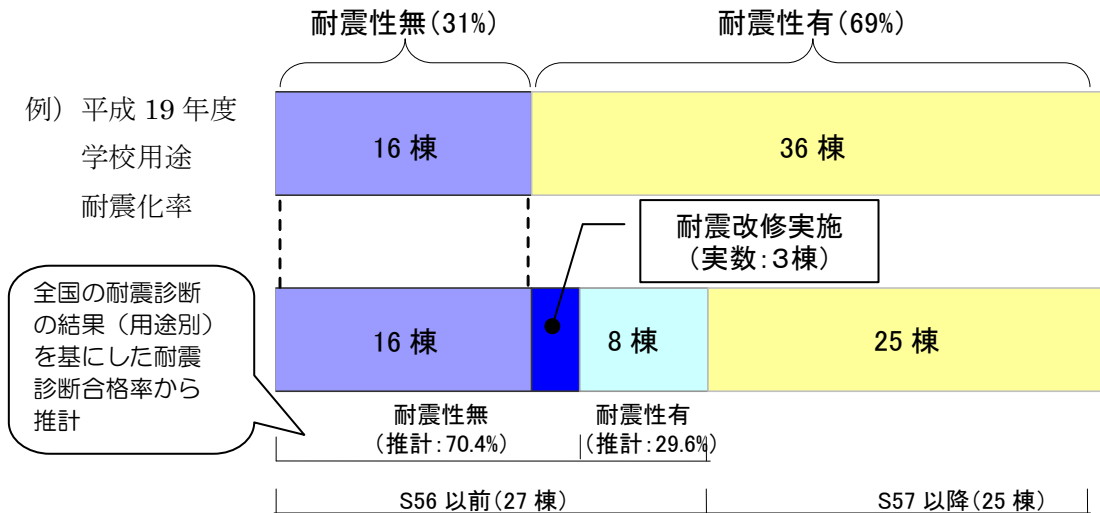 耐震性無(31%)
耐震性有(69%)
例) 平成 19 年度
学校用途
耐震化率
16 棟
36 棟
耐震改修実施
(実数:3棟)
全国の耐震診断
の結果(用途別)
を基にした耐震
診断合格率から
推計
16 棟
8 棟
25 棟
耐震性無
(推計:70.4%)
耐震性有
(推計:29.6%)
S56 以前(27 棟)
S57 以降(25 棟)